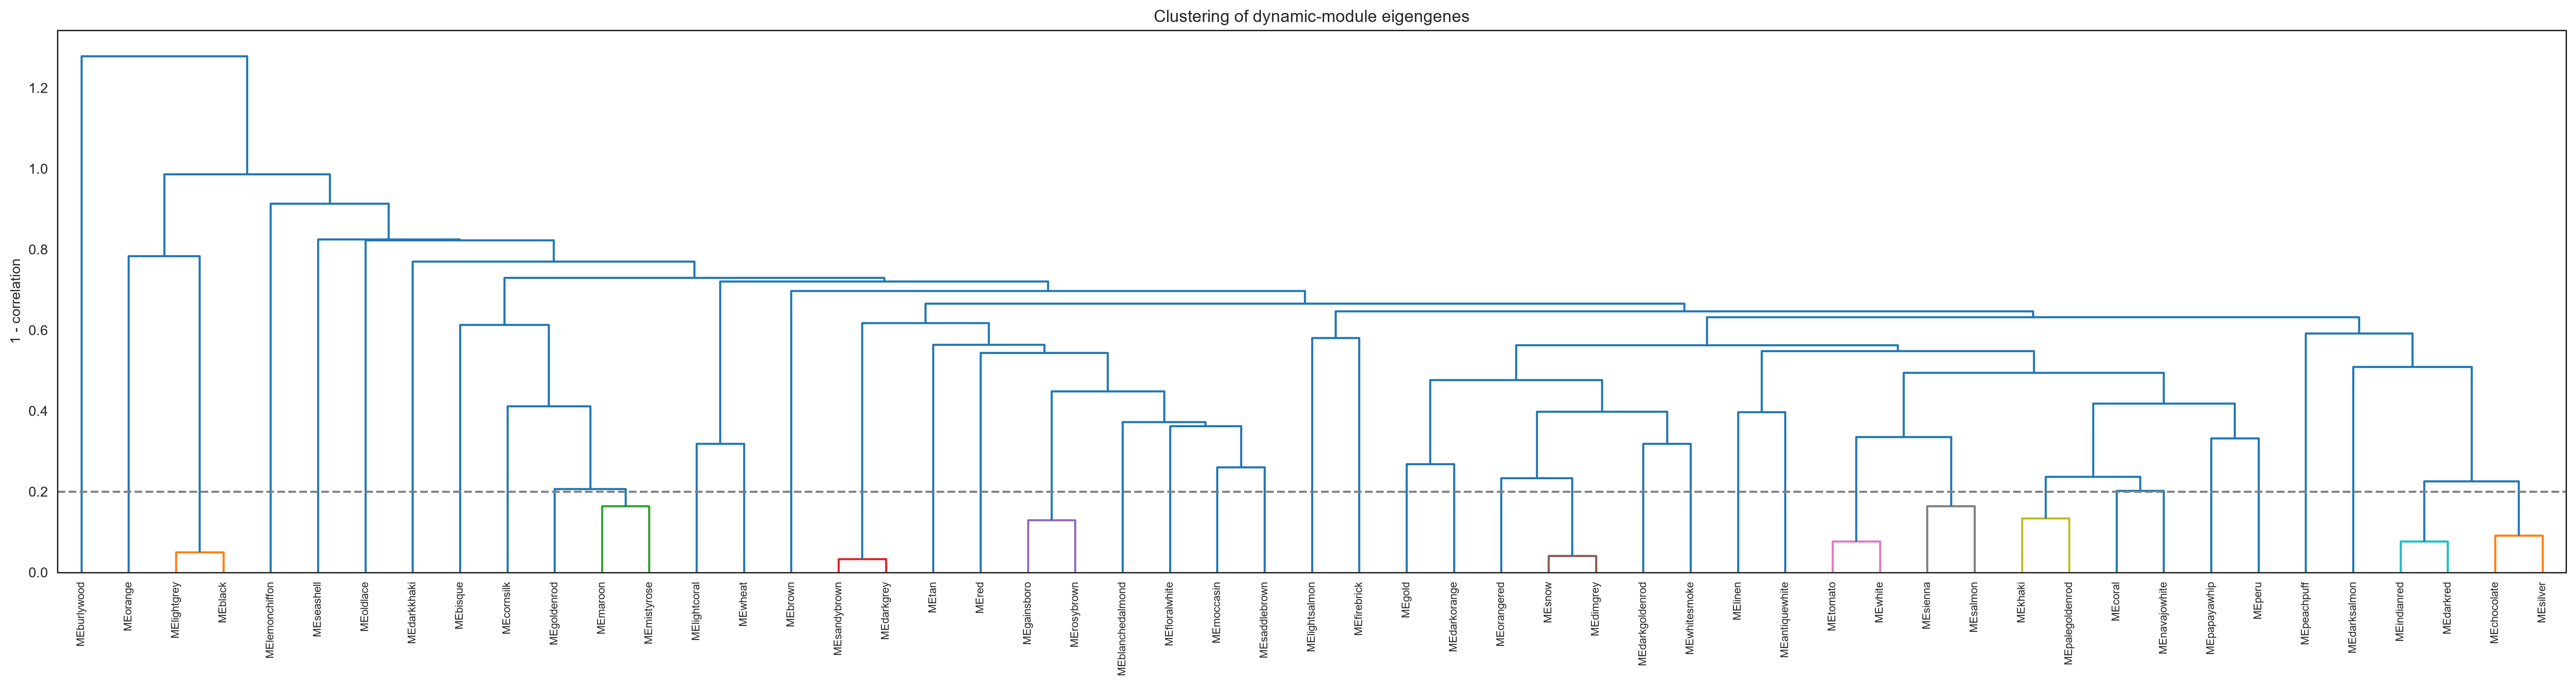 Clustering of dynamic-module eigengenes
1 - correlation
1.2
1.0
0.8
0.6
0.4
0.2
0.0
MEburlywood
MEorange
MElightgrey
MEblack
MElemonchiffon
MEseashell
MEoldlace
MEdarkkhaki
MEbisque
MEcornsilk
MEgoldenrod
MEmaroon
MEmistyrose
MElightcoral
MEwheat
MEbrown
MEsandybrown
MEdarkgrey
MEtan
MEred
MEgainsboro
MErosybrown
MEblanchedalmond
MEfloralwhite
MEmoccasin
MEsaddlebrown
MElightsalmon
MEfirebrick
MEgold
MEdarkorange
MEorangered
MEsnow
MEdimgrey
MEdarkgoldenrod
MEwhitesmoke
MElinen
MEantiquewhite
MEtomato
MEwhite
MEsienna
MEsalmon
MEkhaki
MEpalegoldenrod
MEcoral
MEnavajowhite
MEpapayawhip
MEperu
MEpeachpuff
MEdarksalmon
MEindianred
MEdarkred
MEchocolate
MEsilver